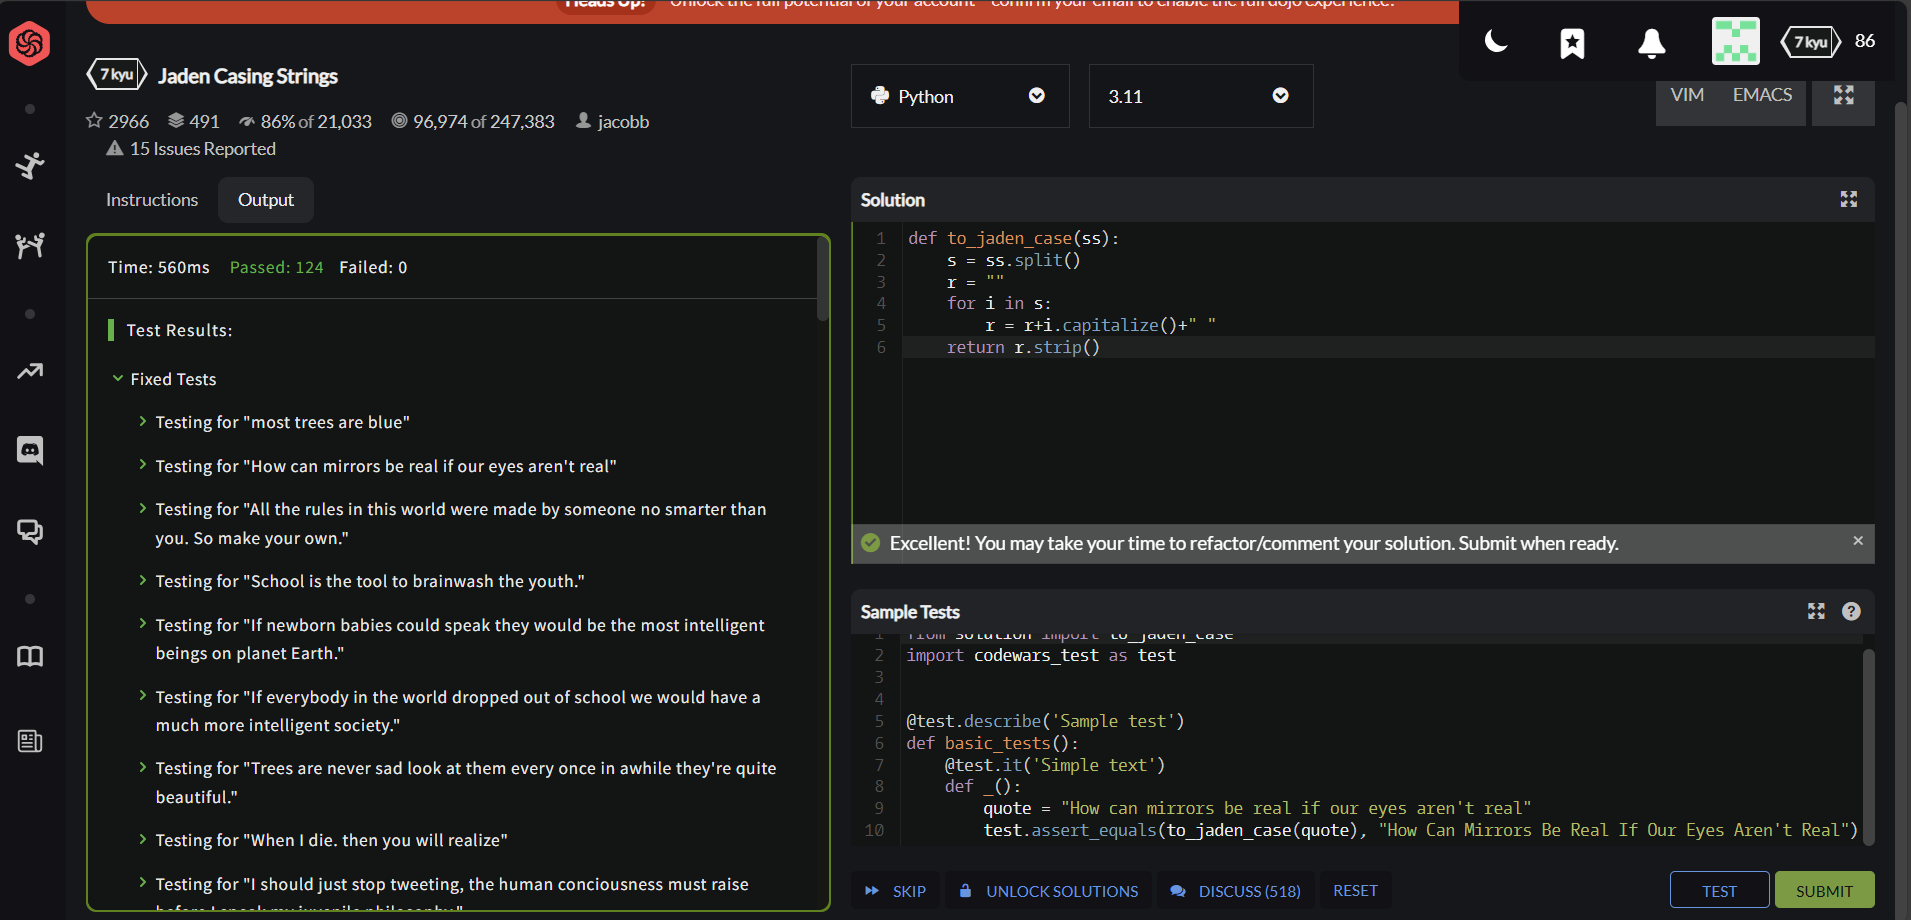 Heads Up! Unlock the full potential of your account - confirm your email to enable the full dojo experience!
7 kyu 86
7 kyu Jaden Casing Strings
2966 491 86% of 21,033 96,974 of 247,383 jacobb
15 Issues Reported
Python 3.11
VIM EMACS
Instructions Output
Time: 560ms Passed: 124 Failed: 0
Test Results:
Fixed Tests
Testing for "most trees are blue"
Testing for "How can mirrors be real if our eyes aren't real"
Testing for "All the rules in this world were made by someone no smarter than
you. So make your own."
Testing for "School is the tool to brainwash the youth."
Testing for "If newborn babies could speak they would be the most intelligent
beings on planet Earth."
Testing for "If everybody in the world dropped out of school we would have a
much more intelligent society."
Testing for "Trees are never sad look at them every once in awhile they're quite
beautiful."
Testing for "When I die. then you will realize"
Testing for "I should just stop tweeting, the human conciousness must raise
before I speak my juvenile philosophy."
Solution
1 def to_jaden_case(ss):
2     s = ss.split()
3     r = ""
4     for i in s:
5         r = r+i.capitalize()+" "
6     return r.strip()
Excellent! You may take your time to refactor/comment your solution. Submit when ready.
Sample Tests
1 from solution import to_jaden_case
2 import codewars_test as test
3
4
5 @test.describe('Sample test')
6 def basic_tests():
7     @test.it('Simple text')
8     def _():
9         quote = "How can mirrors be real if our eyes aren't real"
10         test.assert_equals(to_jaden_case(quote), "How Can Mirrors Be Real If Our Eyes Aren't Real")
SKIP UNLOCK SOLUTIONS DISCUSS (518) RESET
TEST SUBMIT